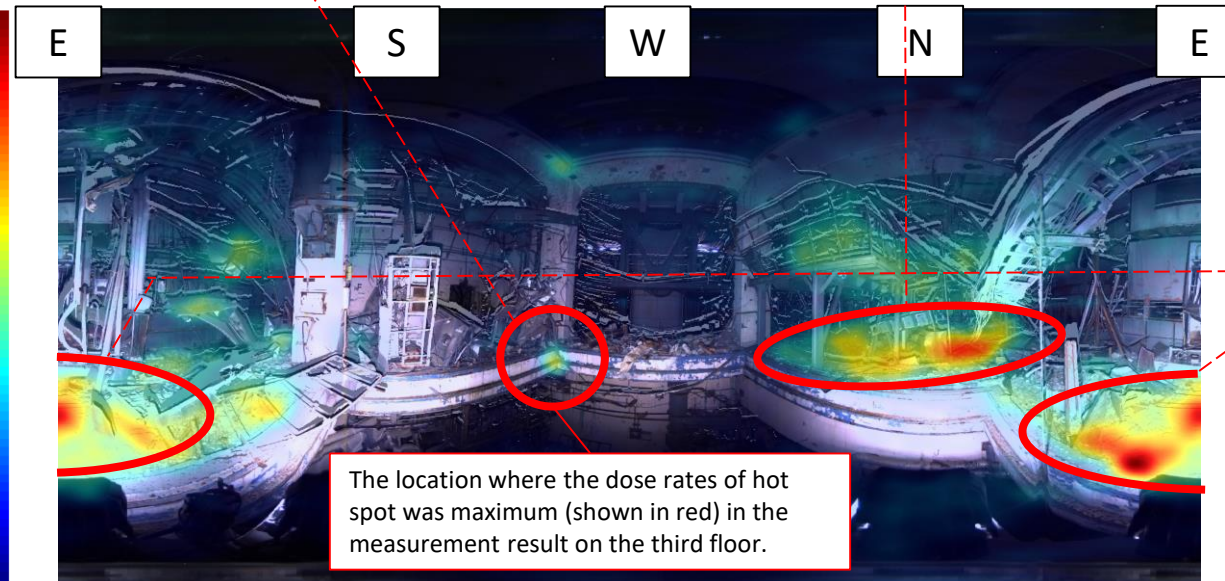 E
S
W
N
E
The location where the dose rates of hot
spot was maximum (shown in red) in the
measurement result on the third floor.